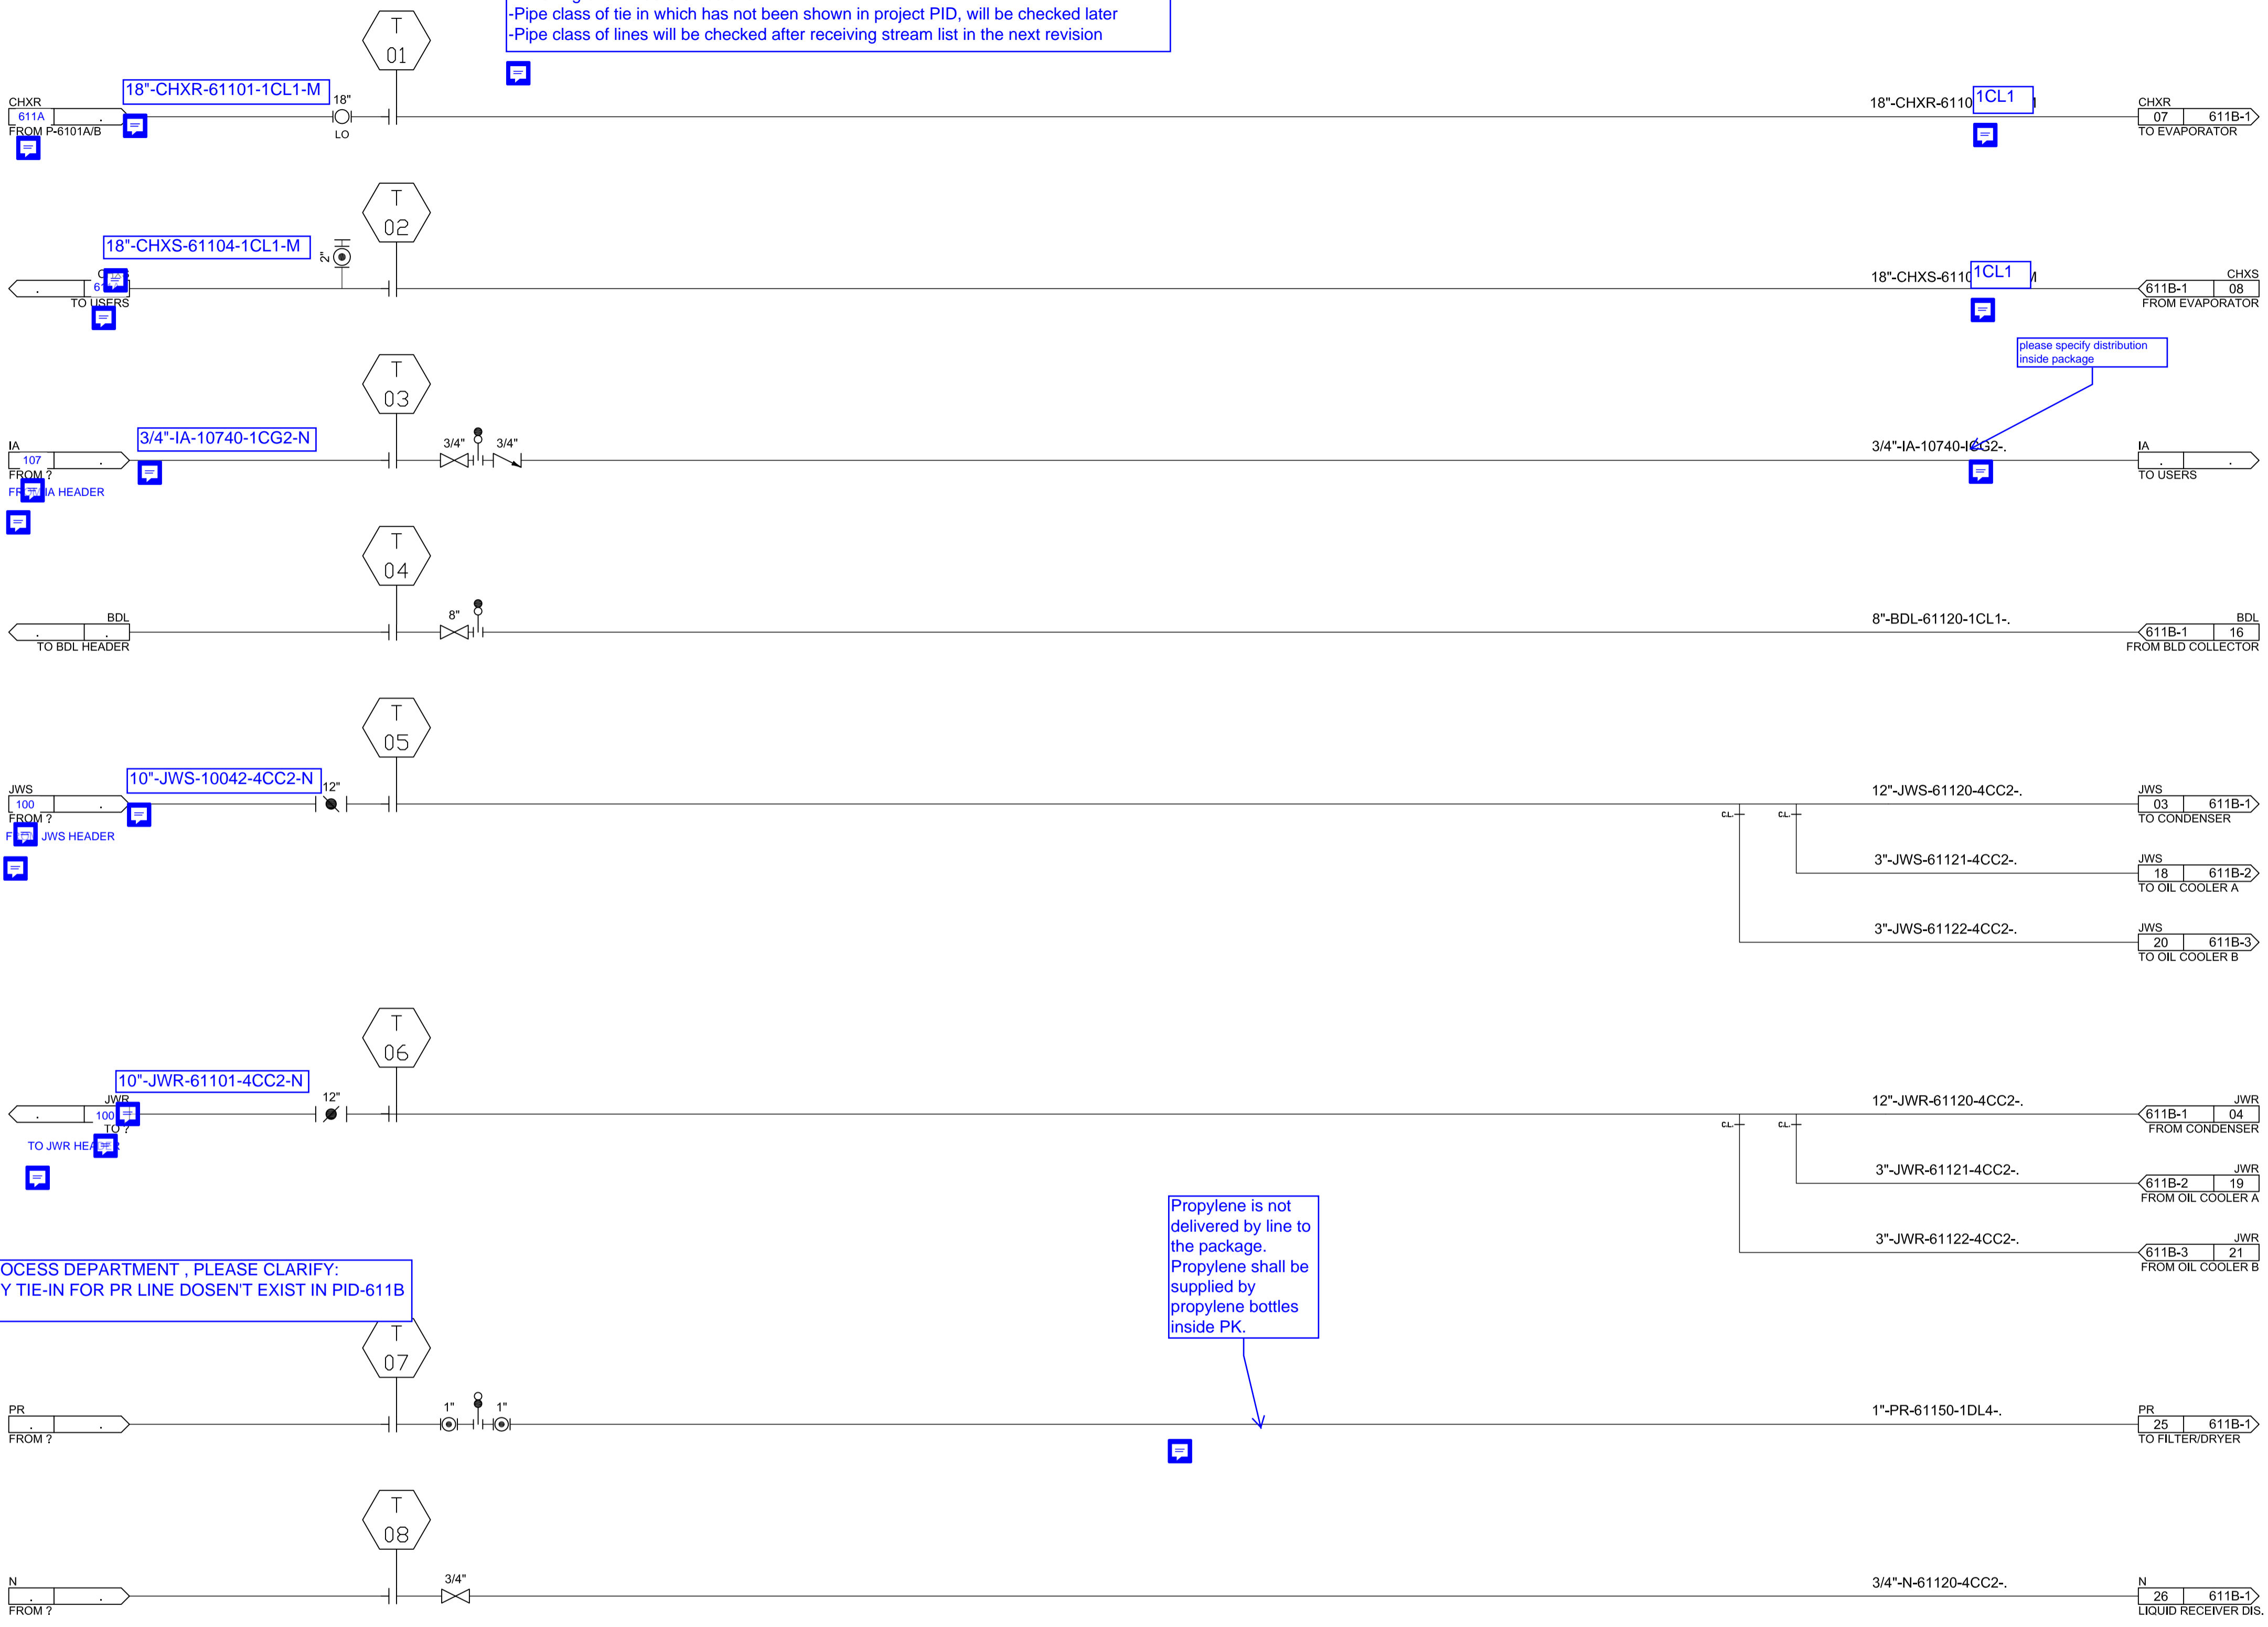 -Pipe class of tie in which has not been shown in project PID, will be checked later
-Pipe class of lines will be checked after receiving stream list in the next revision
T
01
18"-CHXR-61101-1CL1-M
18"
LO
CHXR
611A .
FROM P-6101A/B
18"-CHXR-6110
1CL1
CHXR
07 611B-1
TO EVAPORATOR
T
02
18"-CHXS-61104-1CL1-M
2"
.
TO USERS
18"-CHXS-6110
1CL1
CHXS
611B-1 08
FROM EVAPORATOR
please specify distribution
inside package
T
03
3/4"-IA-10740-1CG2-N
3/4" 3/4"
IA
107 .
FROM ?
IA HEADER
3/4"-IA-10740-ICG2-.
IA
. .
TO USERS
T
04
8"
BDL
. .
TO BDL HEADER
8"-BDL-61120-1CL1-.
BDL
611B-1 16
FROM BLD COLLECTOR
T
05
10"-JWS-10042-4CC2-N
12"
JWS
100 .
FROM ?
JWS HEADER
C.L. C.L.
12"-JWS-61120-4CC2-.
JWS
03 611B-1
TO CONDENSER
3"-JWS-61121-4CC2-.
JWS
18 611B-2
TO OIL COOLER A
3"-JWS-61122-4CC2-.
JWS
20 611B-3
TO OIL COOLER B
T
06
10"-JWR-61101-4CC2-N
12"
JWR
. 100
TO ?
TO JWR
C.L. C.L.
12"-JWR-61120-4CC2-.
JWR
611B-1 04
FROM CONDENSER
3"-JWR-61121-4CC2-.
JWR
611B-2 19
FROM OIL COOLER A
3"-JWR-61122-4CC2-.
JWR
611B-3 21
FROM OIL COOLER B
Propylene is not
delivered by line to
the package.
Propylene shall be
supplied by
propylene bottles
inside PK.
OCESS DEPARTMENT , PLEASE CLARIFY:
Y TIE-IN FOR PR LINE DOSEN'T EXIST IN PID-611B
T
07
1" 1"
PR
. .
FROM ?
1"-PR-61150-1DL4-.
PR
25 611B-1
TO FILTER/DRYER
T
08
3/4"
N
. .
FROM ?
3/4"-N-61120-4CC2-.
N
26 611B-1
LIQUID RECEIVER DIS.